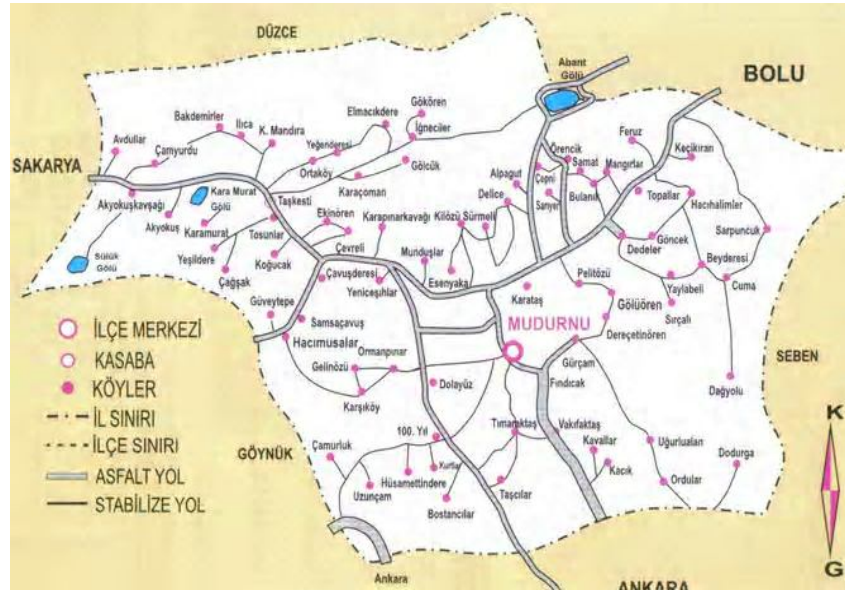 DÜZCE
Abant
Gölü
BOLU
Gökören
Elmacıkdere
İğneciler
Bakdemirler
Ilıca
K. Mandıra
Yeğenderesi
Avdullar
Çamyurdu
Ortaköy
Gölcük
Karaçoman
Feruz
Keçikıran
Örencik
Samat
Mangırlar
Çepni
Alpagut
Sarıyer
Bulanık
Topallar
Hacıhalimler
SAKARYA
Akyokuşkavşağı
Kara Murat
Gölü
Taşkesti
Akyokuş
Karamurat
Tosunlar
Ekinören
Karapınarkavağı
Kilözü
Sürmeli
Delice
Sarpuncuk
Dedeler
Göncek
Beyderesi
Sülük
Gölü
Yeşildere
Çağşak
Koğucak
Çevreli
Munduşlar
Esenyaka
Çavuşderesi
Yeniceşıhlar
Pelitözü
Karataş
Gölüören
Yaylabeli
Sırçalı
Cuma
Güveytepe
Samsaçavuş
Hacımusalar
MUDURNU
Dereçetinören
Ormanpınar
Gelinözü
Karşıköy
Dolayüz
Gürçam
Fındıcak
SEBEN
Dağyolu
İLÇE MERKEZİ
KASABA
KÖYLER
İL SINIRI
İLÇE SINIRI
ASFALT YOL
STABİLİZE YOL
GÖYNÜK
Çamurluk
100. Yıl
Tımaraktaş
Vakıfaktaş
Kavallar
Kacık
Uğurlualan
Dodurga
Ordular
Uzunçam
Hüsamettindere
Kurtlar
Bostancılar
Taşcılar
Ankara
ANKARA
K
G